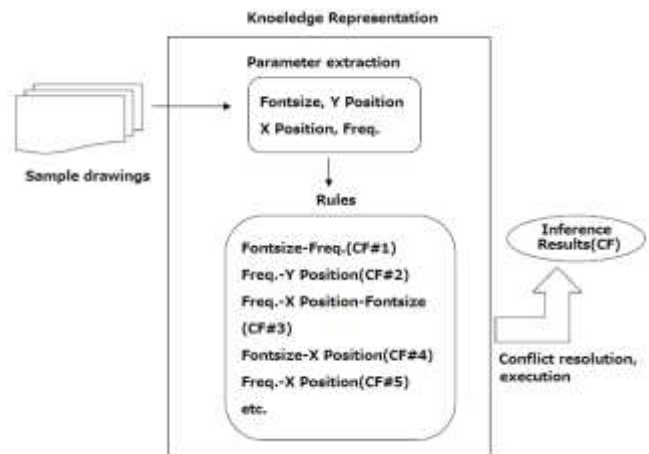 Knoeledge Representation
Parameter extraction
Fontsize, Y Position
X Position, Freq.
Sample drawings
Rules
Fontsize-Freq.(CF#1)
Freq.-Y Position(CF#2)
Freq.-X Position-Fontsize
(CF#3)
Fontsize-X Position(CF#4)
Freq.-X Position(CF#5)
etc.
Inference
Results(CF)
Conflict resolution,
execution